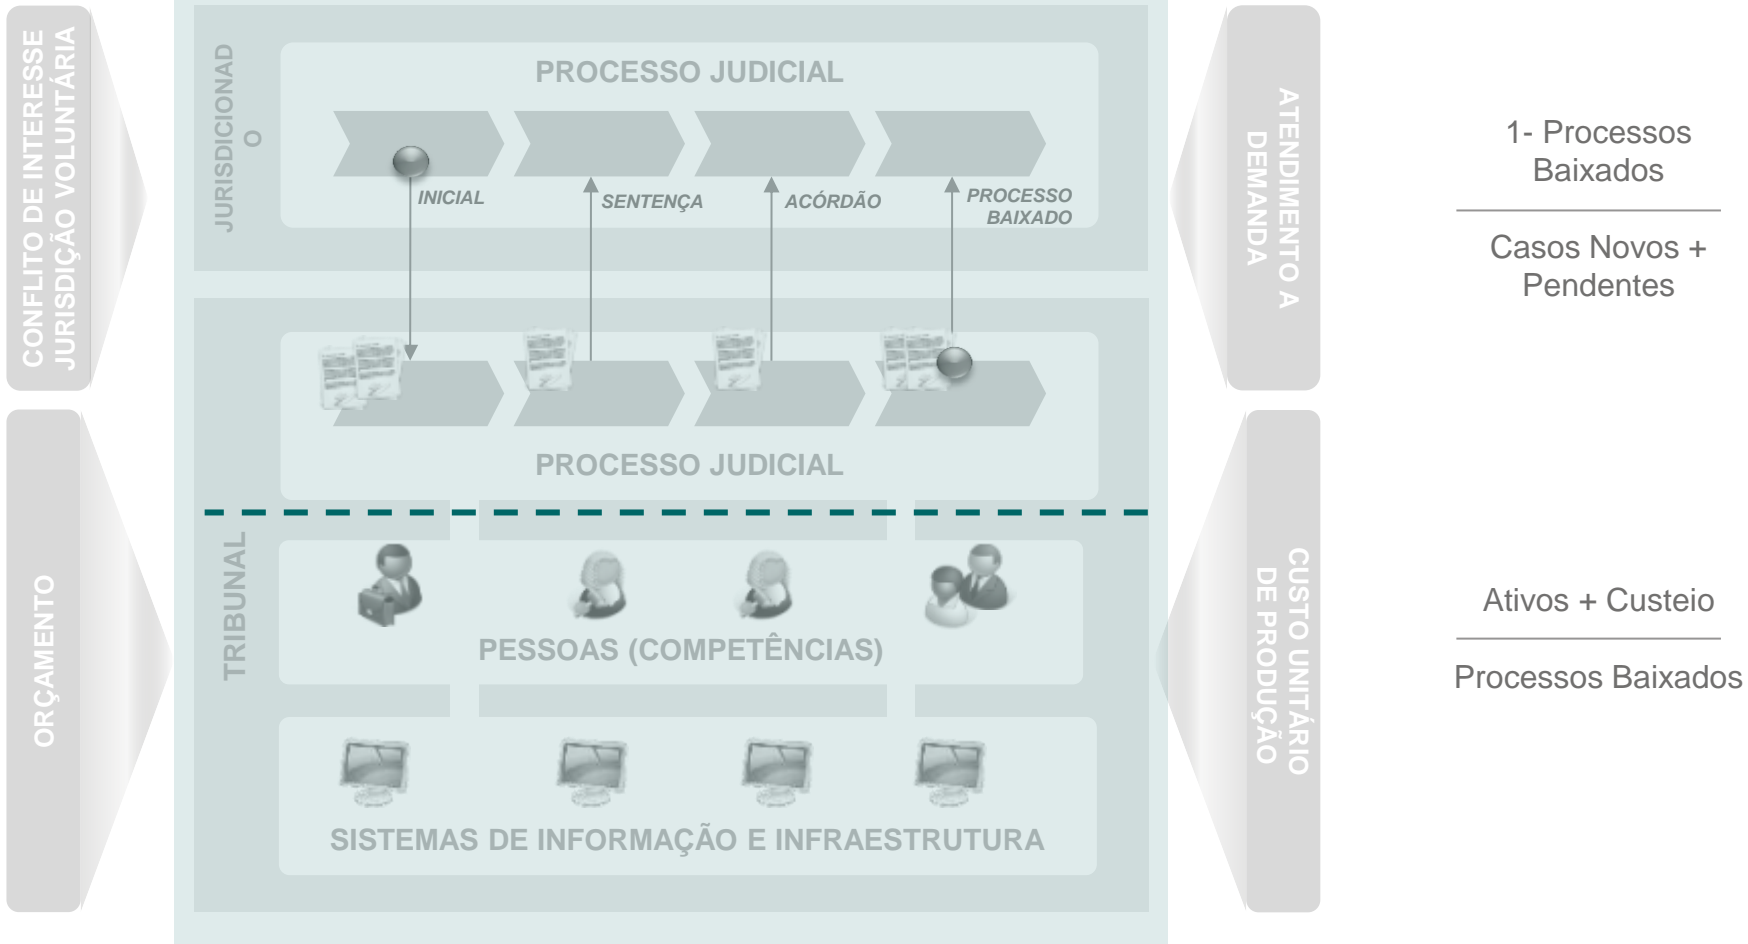 CONFLITO DE INTERESSE
JURISDIÇÃO VOLUNTÁRIA
ORÇAMENTO
JURISDICIONAD
O
PROCESSO JUDICIAL
INICIAL
SENTENÇA
ACÓRDÃO
PROCESSO
BAIXADO
PROCESSO JUDICIAL
TRIBUNAL
PESSOAS (COMPETÊNCIAS)
SISTEMAS DE INFORMAÇÃO E INFRAESTRUTURA
ATENDIMENTO A
DEMANDA
CUSTO UNITÁRIO
DE PRODUÇÃO
1- Processos
Baixados
Casos Novos +
Pendentes
Ativos + Custeio
Processos Baixados